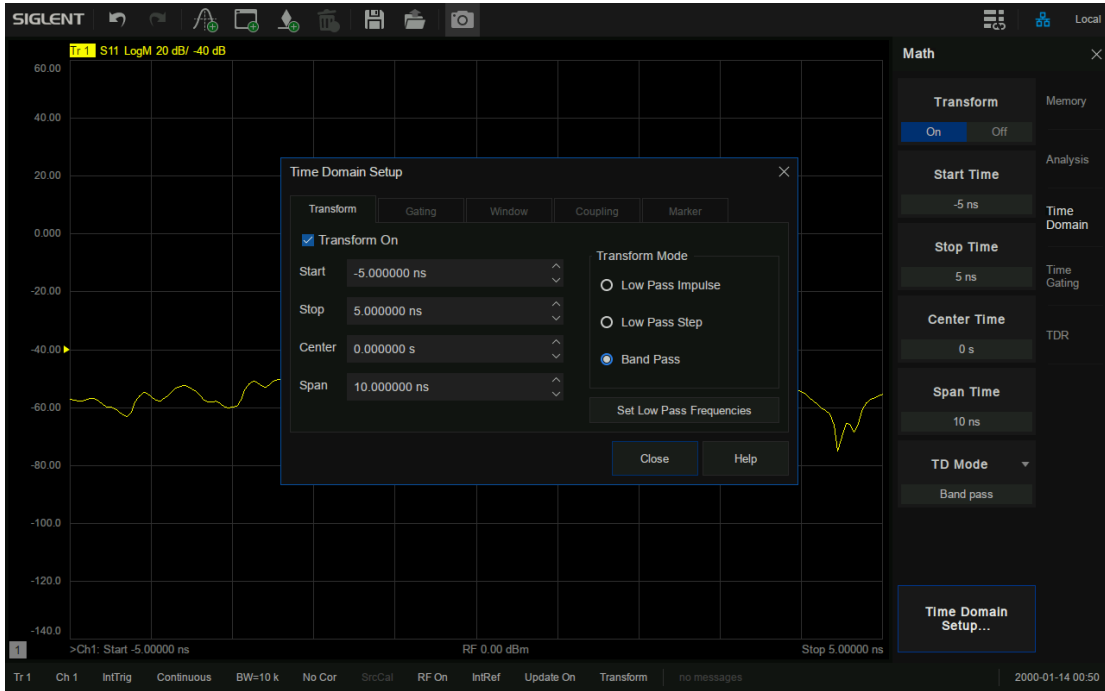 SIGLENT
Local
Tr 1 S11 LogM 20 dB/ -40 dB
60.00
40.00
20.00
0.000
-20.00
-40.00
-60.00
-80.00
-100.0
-120.0
-140.0
1
>Ch1: Start -5.00000 ns
RF 0.00 dBm
Stop 5.00000 ns
Time Domain Setup
Transform
Gating
Window
Coupling
Marker
Transform On
Start
-5.000000 ns
Stop
5.000000 ns
Center
0.000000 s
Span
10.000000 ns
Transform Mode
Low Pass Impulse
Low Pass Step
Band Pass
Set Low Pass Frequencies
Close
Help
Math
Transform
On
Off
Start Time
-5 ns
Stop Time
5 ns
Center Time
0 s
Span Time
10 ns
TD Mode
Band pass
Time Domain
Setup...
Memory
Analysis
Time
Domain
Time
Gating
TDR
Tr 1
Ch 1
IntTrig
Continuous
BW=10 k
No Cor
SrcCal
RF On
IntRef
Update On
Transform
no messages
2000-01-14 00:50